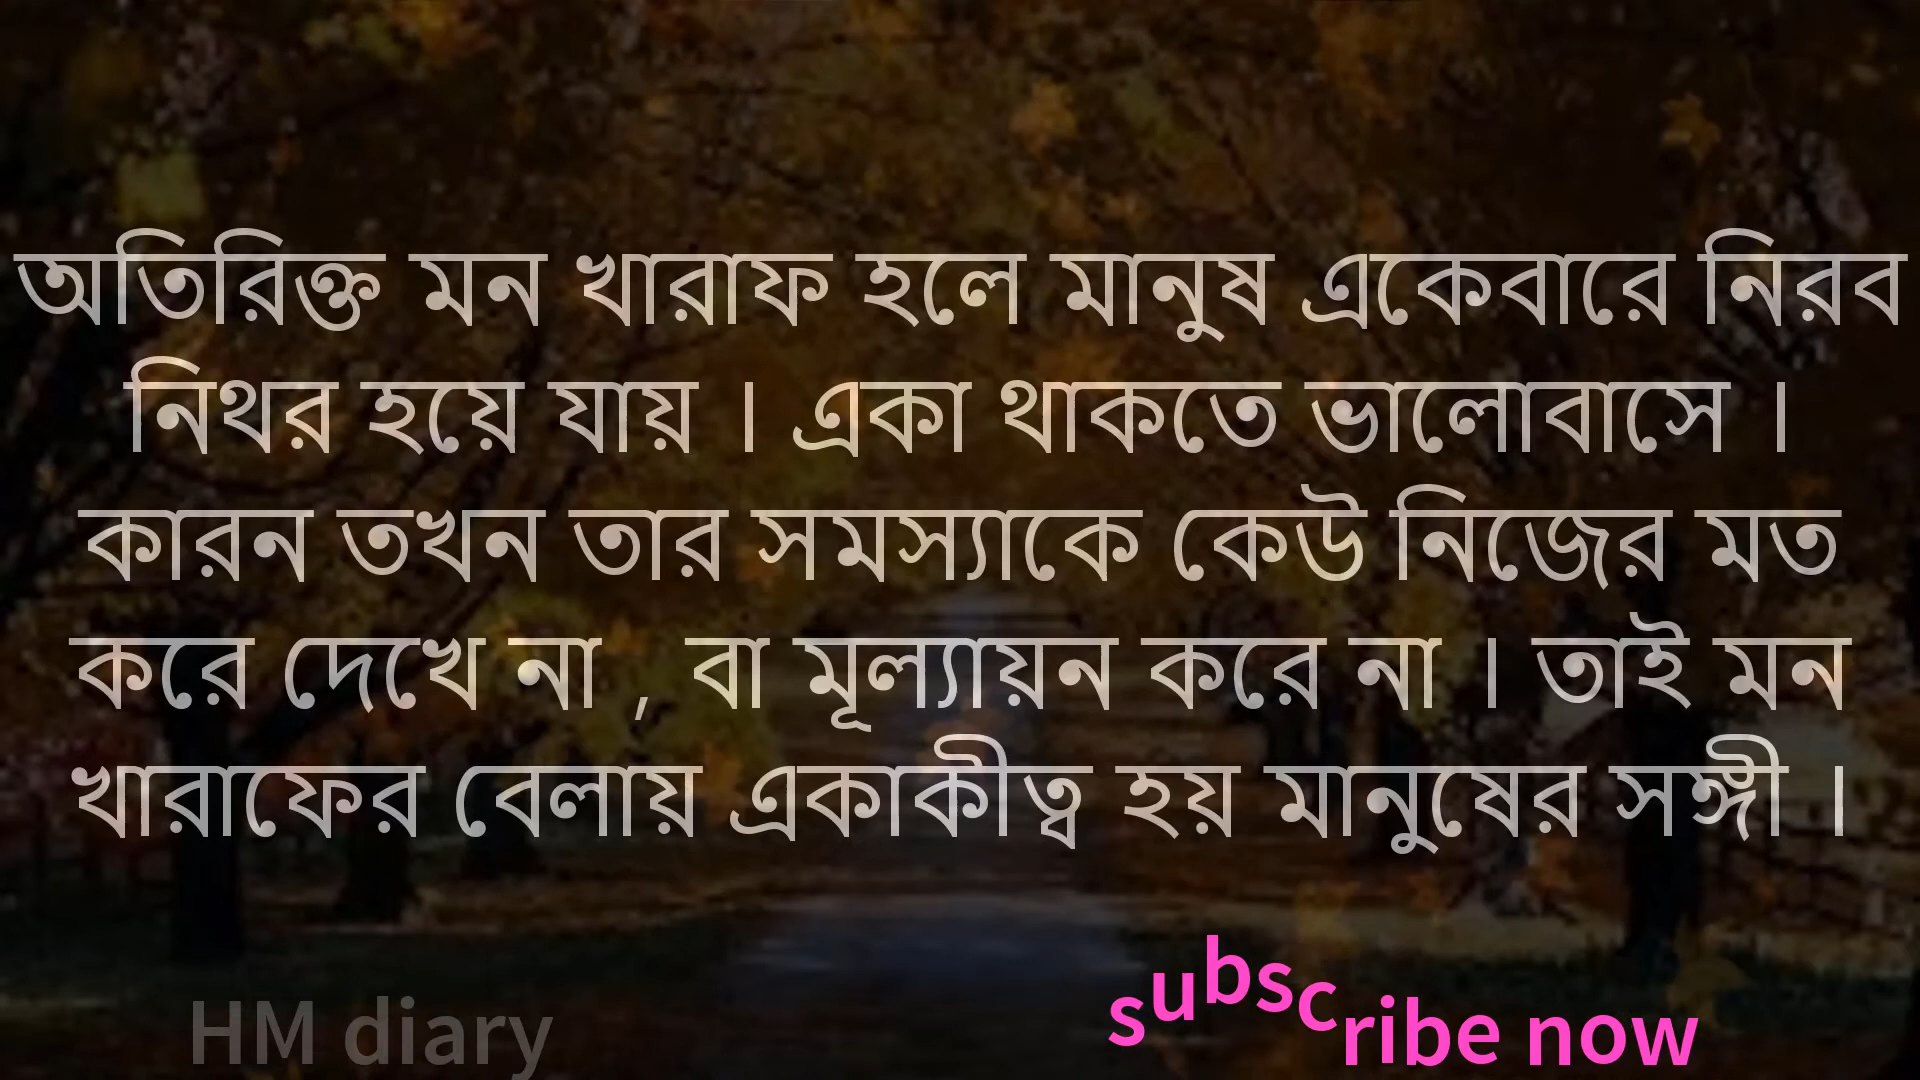 অতিরিক্ত মন খারাফ হলে মানুষ একেবারে নিরব
নিথর হয়ে যায় । একা থাকতে ভালোবাসে ।
কারন তখন তার সমস্যাকে কেউ নিজের মত
করে দেখে না , বা মূল্যায়ন করে না । তাই মন
খারাফের বেলায় একাকীত্ব হয় মানুষের সঙ্গী ।
HM diary
subscribe now